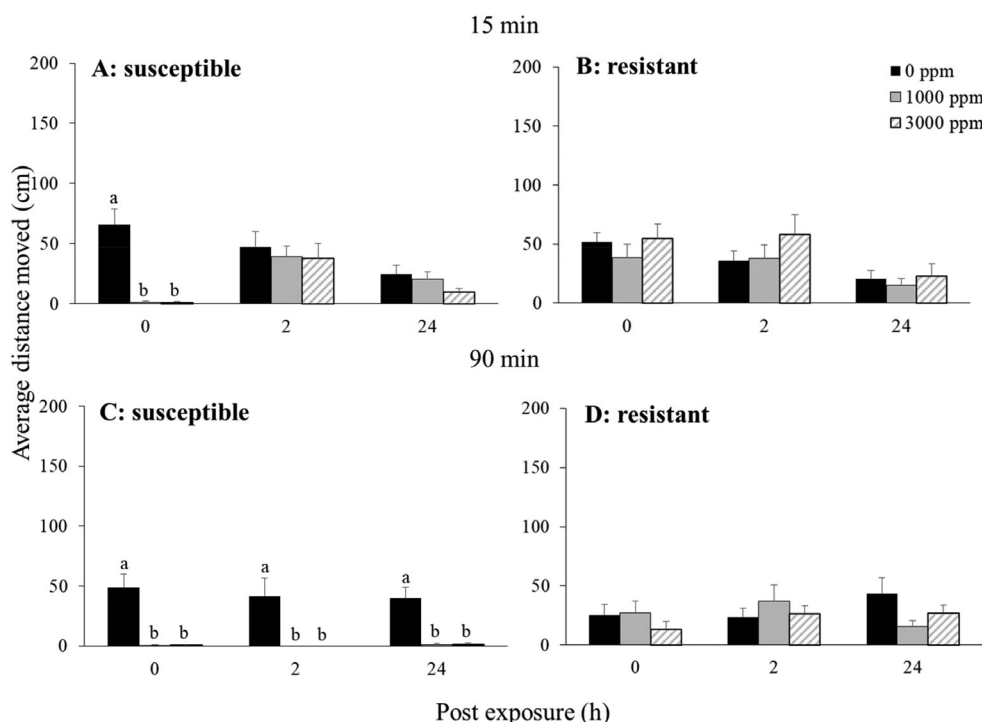 15 min
A: susceptible
200
150
100
50
0
a
b b
0 2 24
B: resistant
200
150
100
50
0
0 2 24
0 ppm
1000 ppm
3000 ppm
Average distance moved (cm)
90 min
C: susceptible
200
150
100
50
0
a a a
b b b b b b
0 2 24
D: resistant
200
150
100
50
0
0 2 24
Post exposure (h)